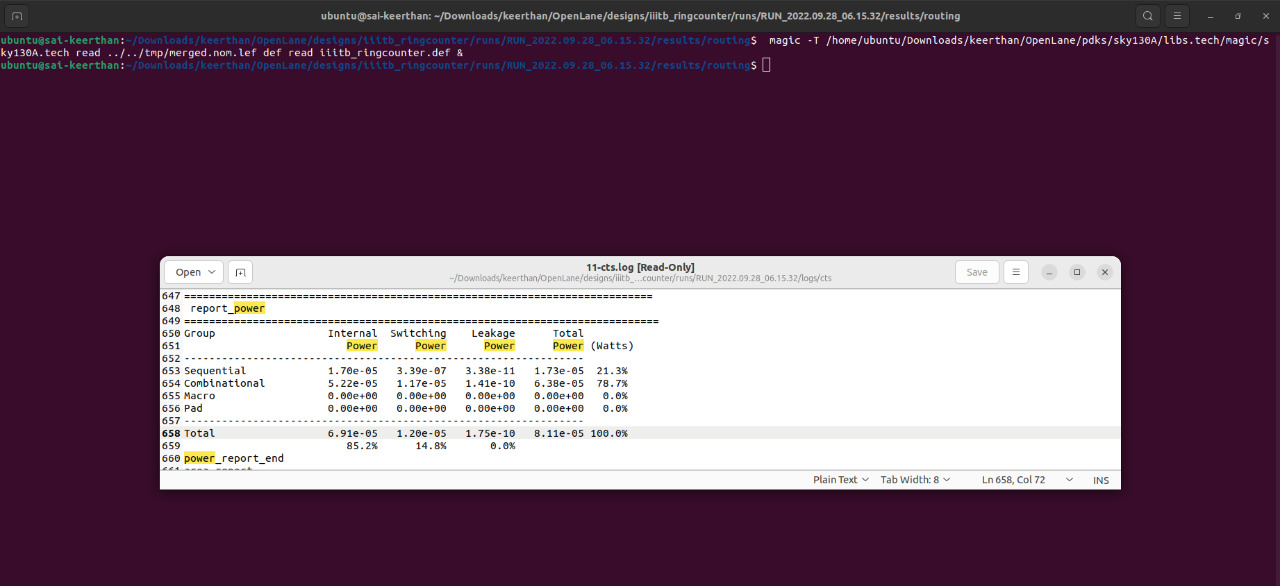 ubuntu@sai-keerthan: ~/Downloads/keerthan/OpenLane/designs/iiitb_ringcounter/runs/RUN_2022.09.28_06.15.32/results/routing
ubuntu@sai-keerthan:~/Downloads/keerthan/OpenLane/designs/iiitb_ringcounter/runs/RUN_2022.09.28_06.15.32/results/routing$  magic -T /home/ubuntu/Downloads/keerthan/OpenLane/pdks/sky130A/libs.tech/magic/s
ky130A.tech read ../../tmp/merged.nom.lef def read iiitb_ringcounter.def &
ubuntu@sai-keerthan:~/Downloads/keerthan/OpenLane/designs/iiitb_ringcounter/runs/RUN_2022.09.28_06.15.32/results/routing$
Open 11-cts.log [Read-Only] Save
~/Downloads/keerthan/OpenLane/designs/iiitb_...counter/runs/RUN_2022.09.28_06.15.32/logs/cts
647 ===========================================================================
648  report_power
649 ============================================================================
650 Group                  Internal  Switching    Leakage      Total
651                           Power      Power      Power      Power (Watts)
652 ----------------------------------------------------------------
653 Sequential             1.70e-05   3.39e-07   3.38e-11   1.73e-05  21.3%
654 Combinational          5.22e-05   1.17e-05   1.41e-10   6.38e-05  78.7%
655 Macro                  0.00e+00   0.00e+00   0.00e+00   0.00e+00   0.0%
656 Pad                    0.00e+00   0.00e+00   0.00e+00   0.00e+00   0.0%
657 ----------------------------------------------------------------
658 Total                  6.91e-05   1.20e-05   1.75e-10   8.11e-05 100.0%
659                           85.2%      14.8%       0.0%
660 power_report_end
Plain Text Tab Width: 8 Ln 658, Col 72 INS